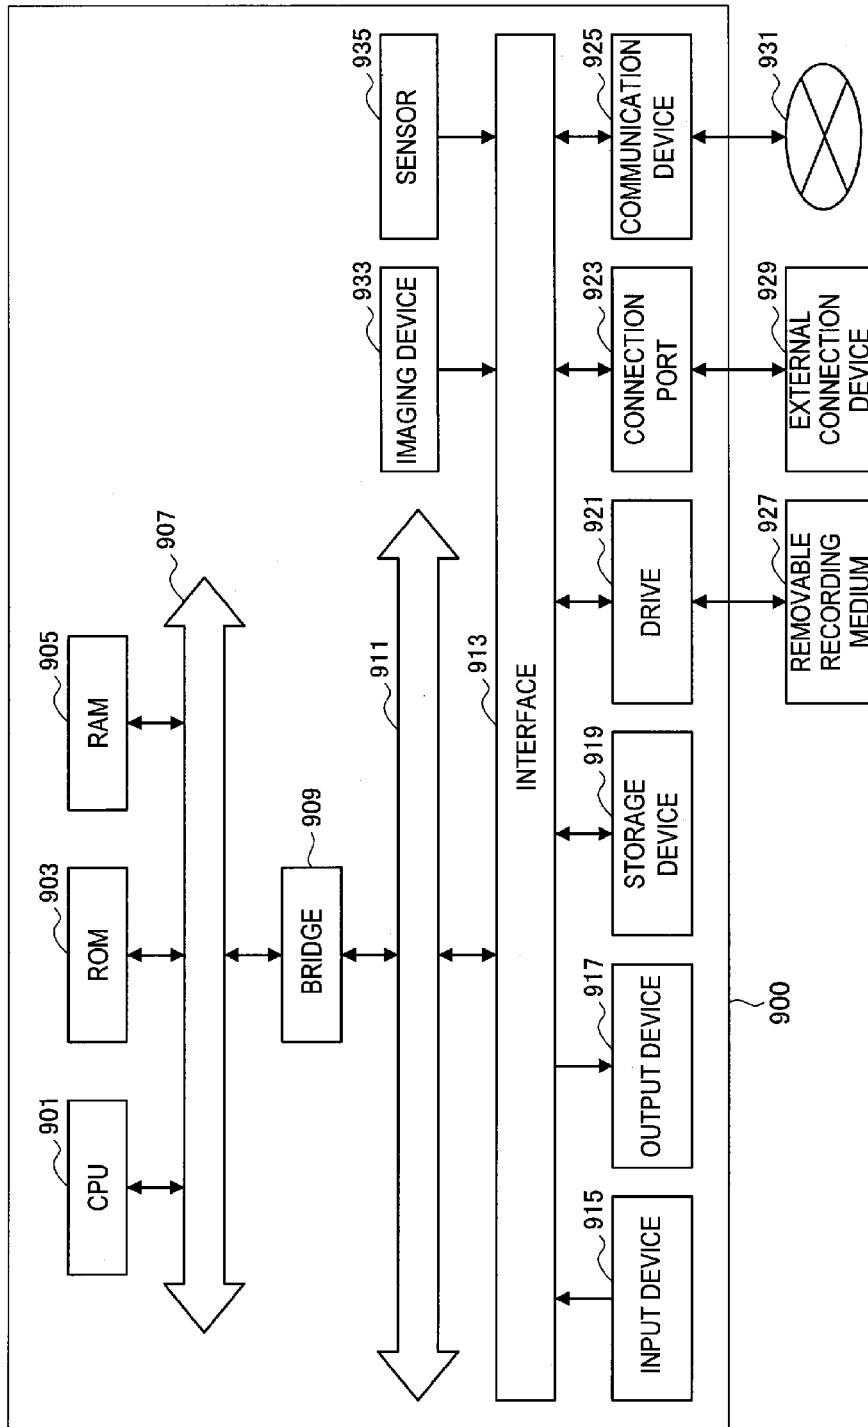 901
CPU
903
ROM
905
RAM
907
909
BRIDGE
911
933
IMAGING DEVICE
935
SENSOR
913
INTERFACE
915
INPUT DEVICE
917
OUTPUT DEVICE
919
STORAGE
DEVICE
921
DRIVE
923
CONNECTION
PORT
925
COMMUNICATION
DEVICE
900
927
REMOVABLE
RECORDING
MEDIUM
929
EXTERNAL
CONNECTION
DEVICE
931